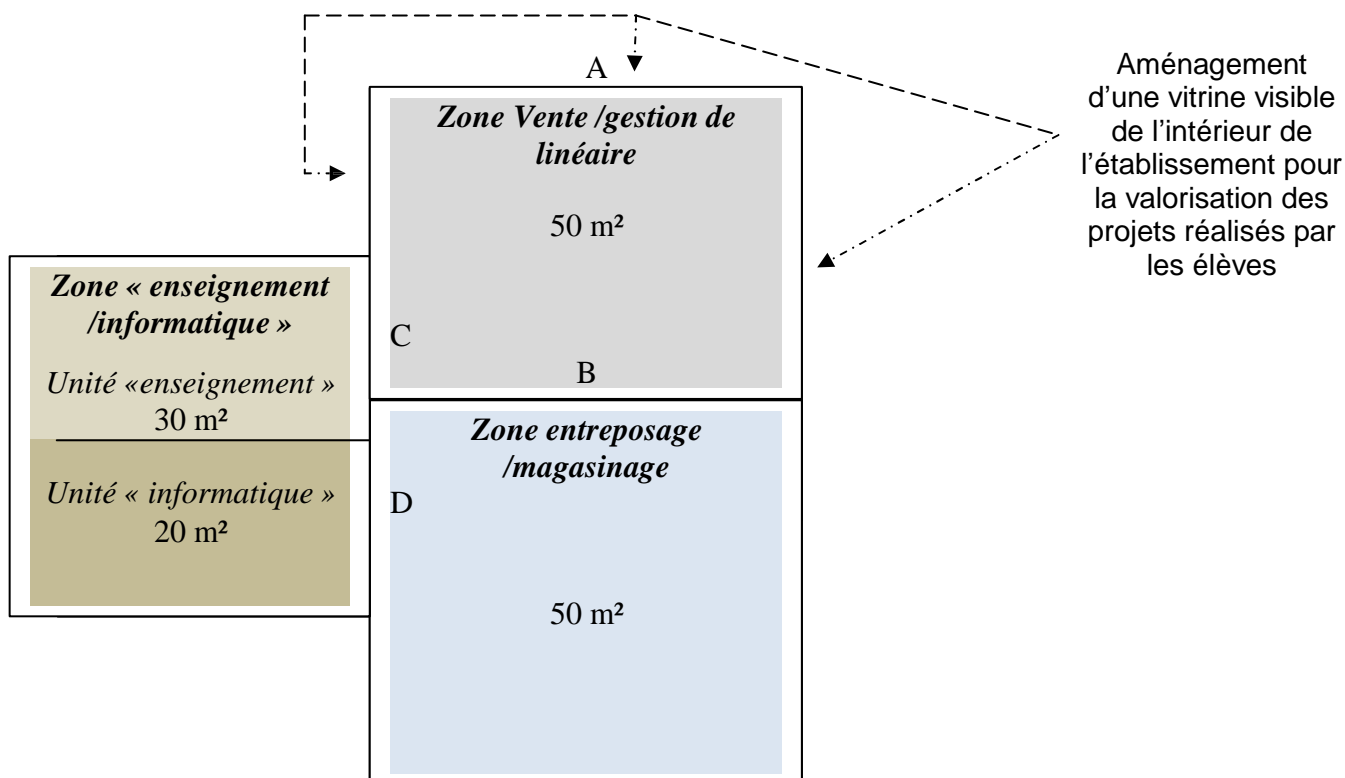 A
Aménagement
d’une vitrine visible
de l’intérieur de
l’établissement pour
la valorisation des
projets réalisés par
les élèves
Zone Vente /gestion de
linéaire
50 m²
C
B
Zone « enseignement
/informatique »
Unité «enseignement »
30 m²
Unité « informatique »
20 m²
Zone entreposage
/magasinage
D
50 m²